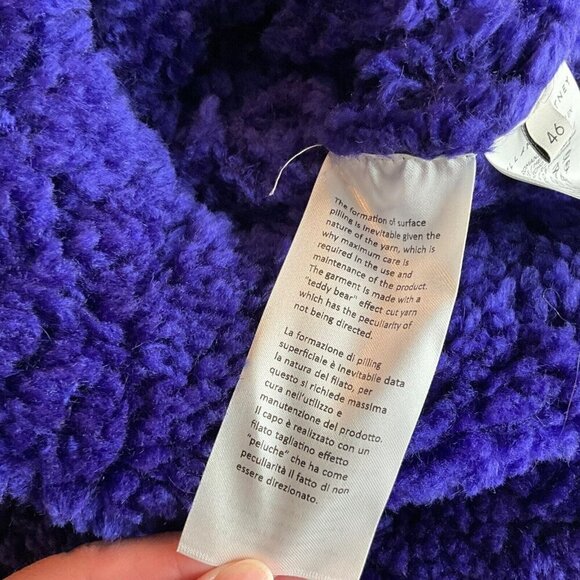 The formation of surface
pilling is inevitable given the
nature of the yarn, which is
why maximum care is
required in the use and
maintenance of the product.
The garment is made with a
"teddy bear" effect cut yarn
which has the peculiarity of
not being directed.
La formazione di pilling
superficiale è inevitabile data
la natura del filato, per
questo si richiede massima
cura nell'utilizzo e
manutenzione del prodotto.
Il capo è realizzato con un
filato tagliatino effetto
"peluche" che ha come
peculiarità il fatto di non
essere direzionato.
46